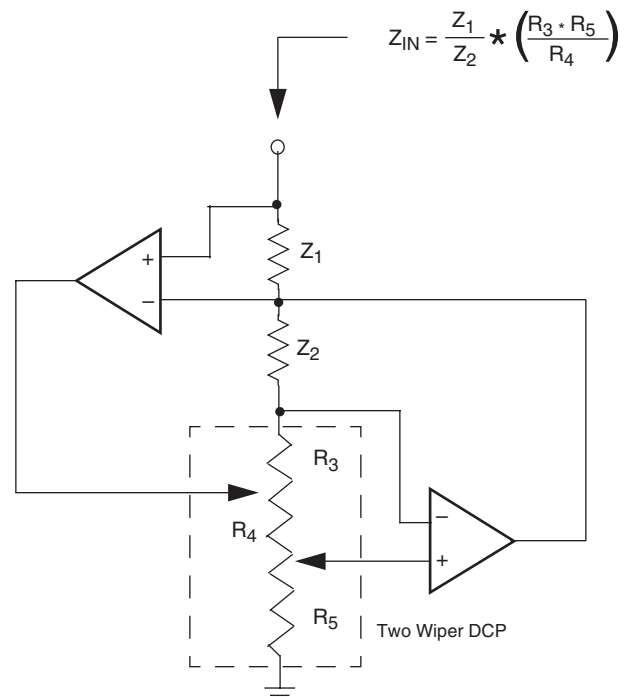 Z_IN = Z_1 / Z_2 * (R_3 * R_5 / R_4)
+
Z_1
−
Z_2
R_3
R_4
−
+
R_5
Two Wiper DCP